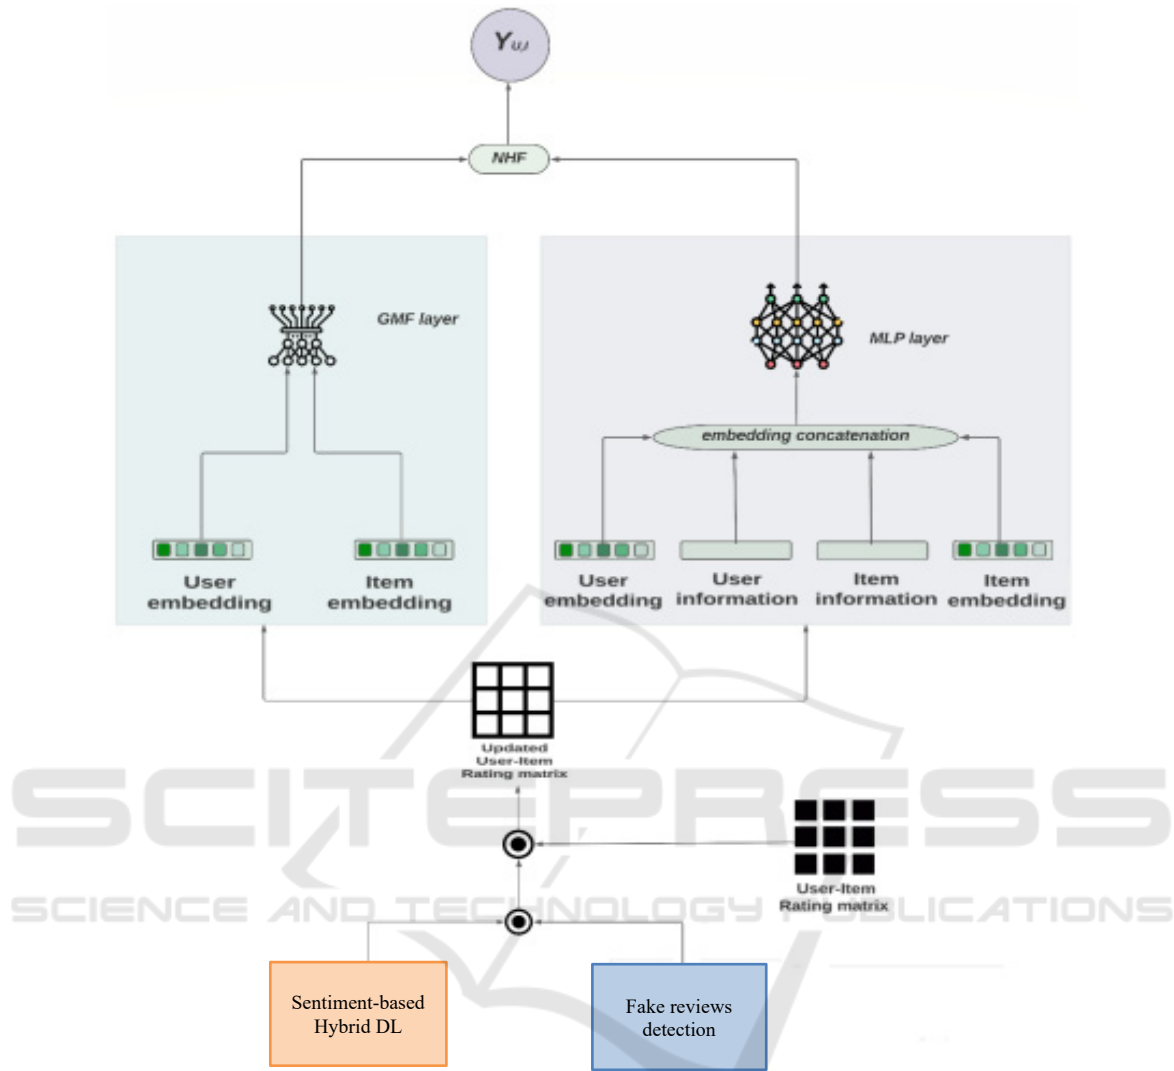 Y U,I
NHF
GMF layer
MLP layer
embedding concatenation
User
embedding
Item
embedding
User
embedding
User
information
Item
information
Item
embedding
Updated
User-Item
Rating matrix
SCITEPRESS
User-Item
Rating matrix
SCIENCE AND TECHNOLOGY PUBLICATIONS
Sentiment-based
Hybrid DL
Fake reviews
detection